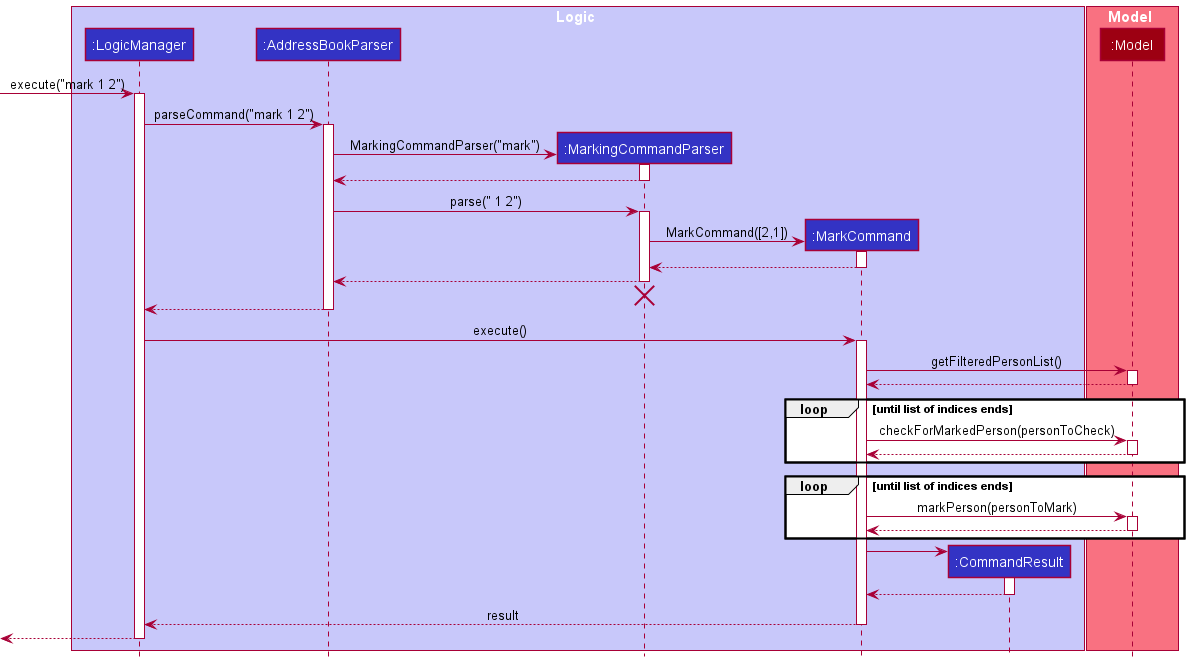 Logic
Model
:LogicManager
:AddressBookParser
:Model
execute("mark 1 2")
parseCommand("mark 1 2")
MarkingCommandParser("mark")
:MarkingCommandParser
parse(" 1 2")
MarkCommand([2,1])
:MarkCommand
execute()
getFilteredPersonList()
loop
[until list of indices ends]
checkForMarkedPerson(personToCheck)
loop
[until list of indices ends]
markPerson(personToMark)
:CommandResult
result